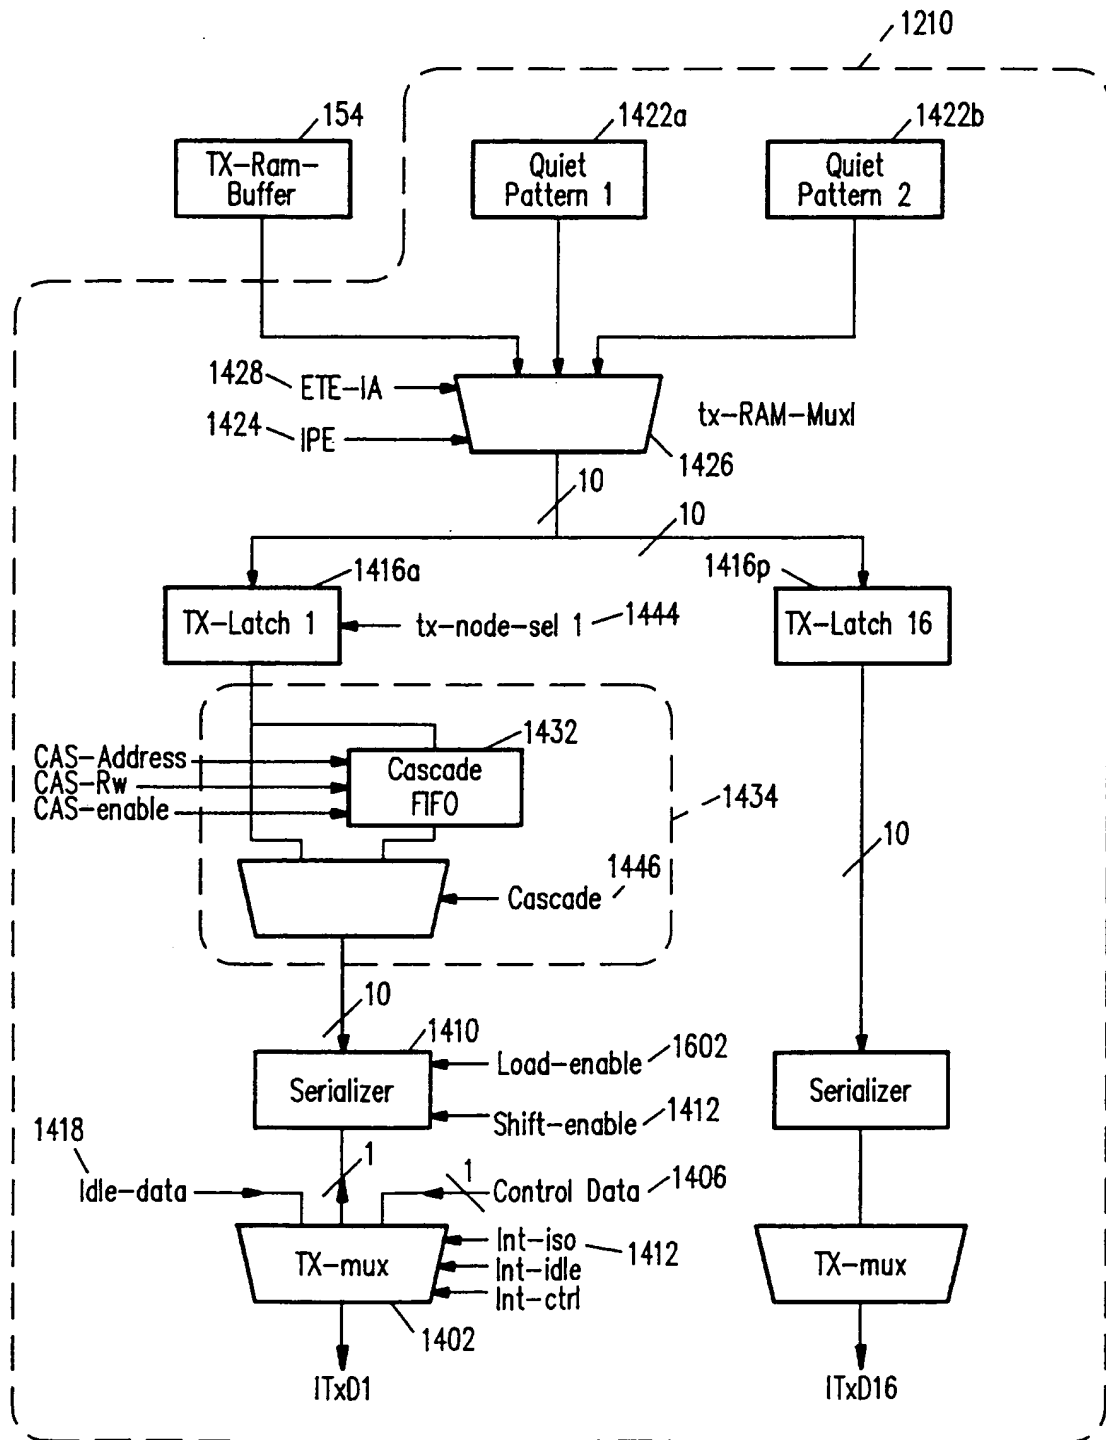 1210
154
1422a
1422b
TX-Ram-
Buffer
Quiet
Pattern 1
Quiet
Pattern 2
1428
ETE-IA
1424
IPE
tx-RAM-Muxl
1426
10
10
1416a
1416p
TX-Latch 1
tx-node-sel 1
1444
TX-Latch 16
1432
CAS-Address
CAS-Rw
CAS-enable
Cascade
FIFO
1434
10
1446
Cascade
10
1410
Load-enable
1602
Serializer
Serializer
Shift-enable
1412
1418
1
1
Idle-data
Control Data
1406
TX-mux
Int-iso
1412
Int-idle
Int-ctrl
TX-mux
1402
ITxD1
ITxD16